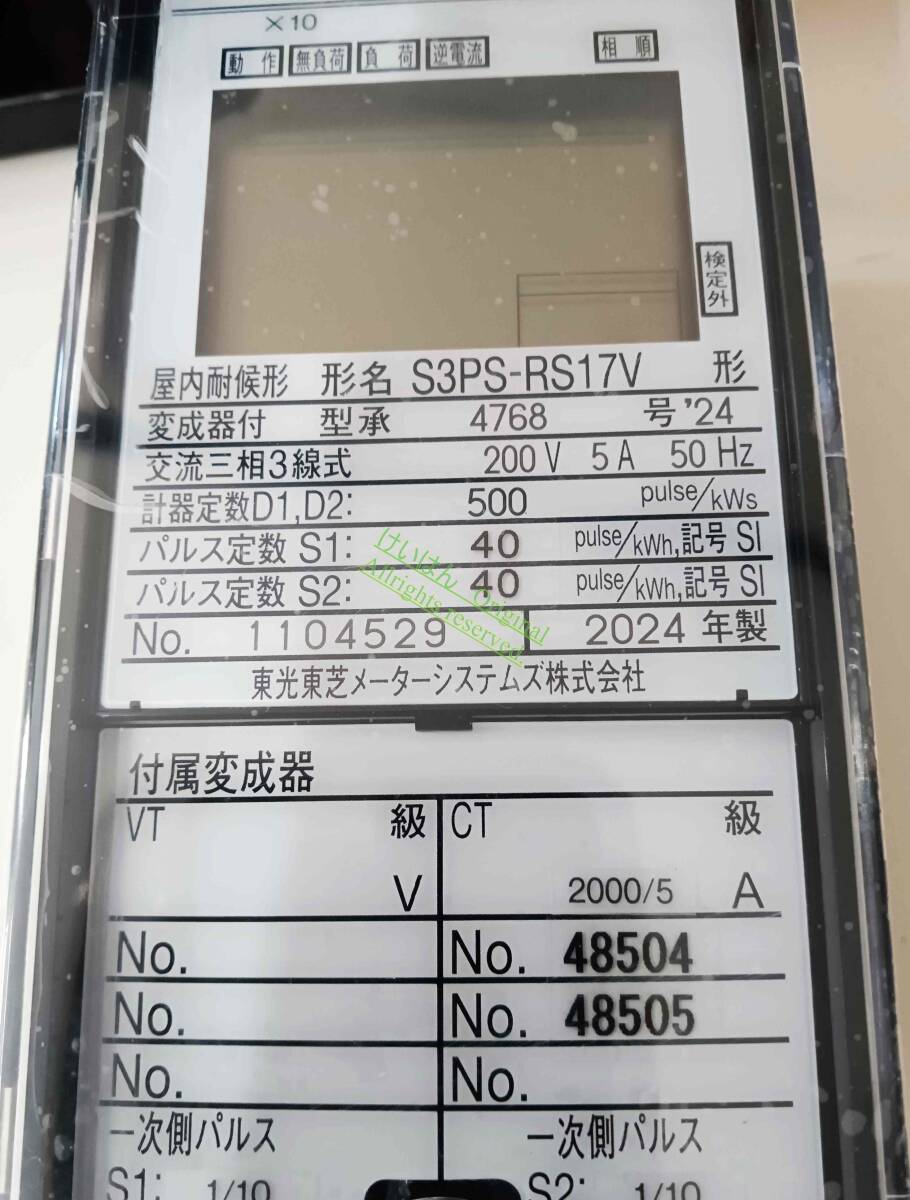 ×10
動作 無負荷 負荷 逆電流 相順
検定外
屋内耐候形 形名 S3PS-RS17V 形
変成器付 型承 4768 号 '24
交流三相3線式 200V 5A 50Hz
計器定数D1,D2: 500 pulse/kWs
パルス定数 S1: 40 pulse/kWh,記号 SI
パルス定数 S2: 40 pulse/kWh,記号 SI
けいはん Original
Allrights reserved.
No. 1104529 2024 年製
東光東芝メーターシステムズ株式会社
付属変成器
VT 級 CT 級
V 2000/5 A
No. No. 48504
No. No. 48505
No. No.
一次側パルス 一次側パルス
S1: 1/10 S2: 1/10